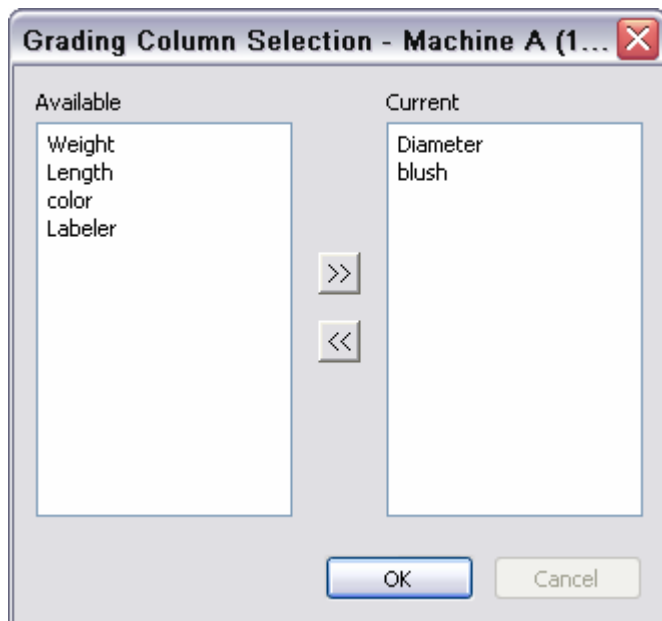 Grading Column Selection - Machine A (1...
Available
Current
Weight
Length
color
Labeler
Diameter
blush
>>
<<
OK
Cancel